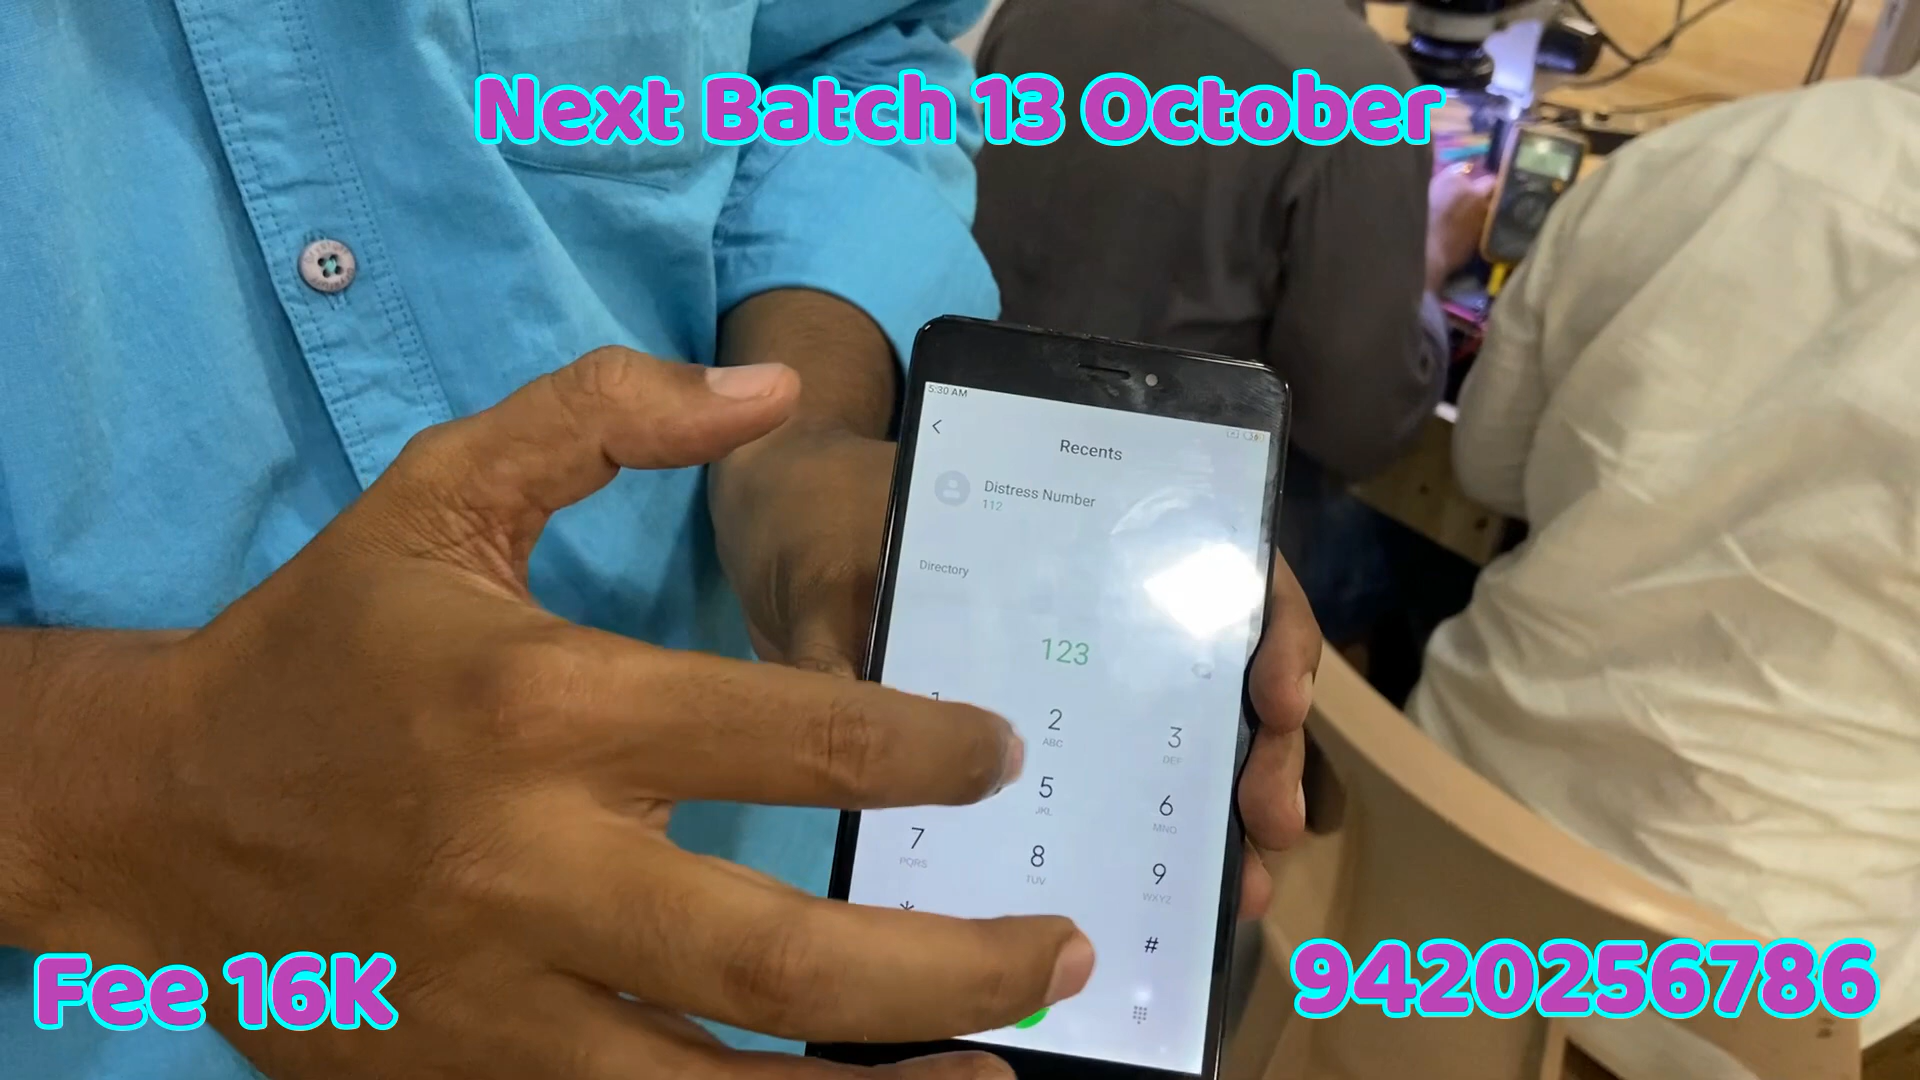 Next Batch 13 October
5:30 AM
Recents
Distress Number
112
Directory
123
1
2
ABC
3
DEF
5
JKL
6
MNO
7
PQRS
8
TUV
9
WXYZ
*
#
Fee 16K
9420256786